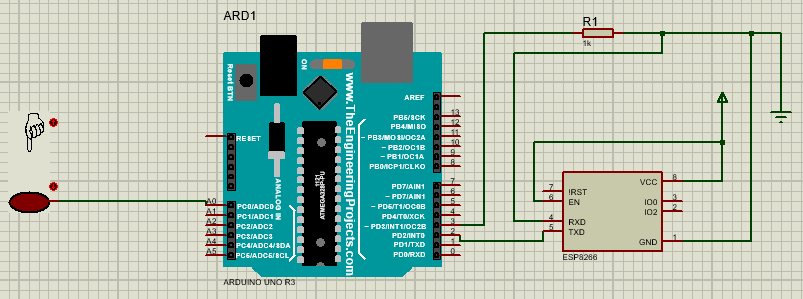 ARD1
R1
1k
ON
Reset BTN
www.TheEngineeringProjects.com
AREF
13
PB5/SCK
12
PB4/MISO
11
~ PB3/MOSI/OC2A
10
~ PB2/OC1B
9
~ PB1/OC1A
8
PB0/ICP1/CLKO
RESET
ANALOG IN
ATMEGA328P-PU
1121
7
PD7/AIN1
6
~ PD7/AIN1
5
~ PD6/T1/OC0B
4
PD4/T0/XCK
3
~ PD3/INT1/OC2B
2
PD2/INT0
1
PD1/TXD
0
PD0/RXD
A0
PC0/ADC0
A1
PC1/ADC1
A2
PC2/ADC2
A3
PC3/ADC3
A4
PC4/ADC4/SDA
A5
PC5/ADC5/SCL
ARDUINO UNO R3
7
!RST
6
EN
4
RXD
5
TXD
VCC
8
IO0
3
IO2
2
GND
1
ESP8266